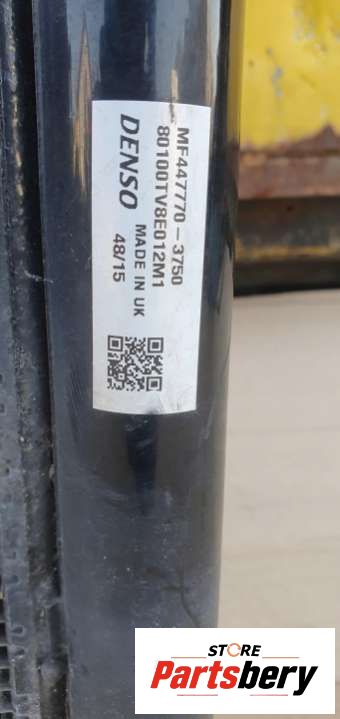 MF447770-3750
80100TV8E012M1
DENSO MADE IN UK
48/15
STORE
Partsbery